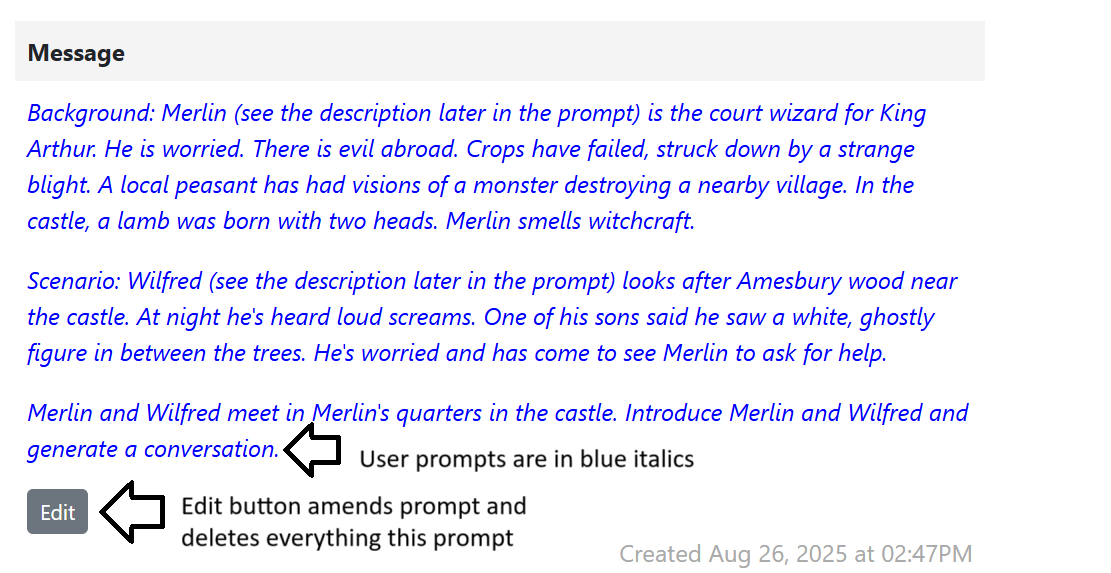 Message
Background: Merlin (see the description later in the prompt) is the court wizard for King
Arthur. He is worried. There is evil abroad. Crops have failed, struck down by a strange
blight. A local peasant has had visions of a monster destroying a nearby village. In the
castle, a lamb was born with two heads. Merlin smells witchcraft.
Scenario: Wilfred (see the description later in the prompt) looks after Amesbury wood near
the castle. At night he's heard loud screams. One of his sons said he saw a white, ghostly
figure in between the trees. He's worried and has come to see Merlin to ask for help.
Merlin and Wilfred meet in Merlin's quarters in the castle. Introduce Merlin and Wilfred and
generate a conversation.
User prompts are in blue italics
Edit
Edit button amends prompt and
deletes everything this prompt
Created Aug 26, 2025 at 02:47PM